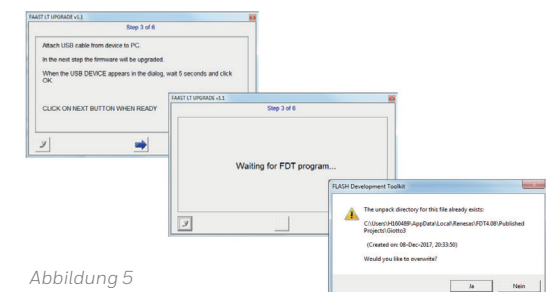 FAAST LT UPGRADE v1.1
Step 3 of 6
Attach USB cable from device to PC.
In the next step the firmware will be upgraded.
When the USB DEVICE appears in the dialog, wait 5 seconds and click
OK.
CLICK ON NEXT BUTTON WHEN READY
FAAST LT UPGRADE v1.1
Step 3 of 6
Waiting for FDT program...
FLASH Development Toolkit
The unpack directory for this file already exists:
C:\Users\H160489\AppData\Local\Renesas\FDT4.08\Published
Projects\Giotto3
(Created on: 08-Dec-2017, 20:33:50)
Would you like to overwrite?
Ja Nein
Abbildung 5